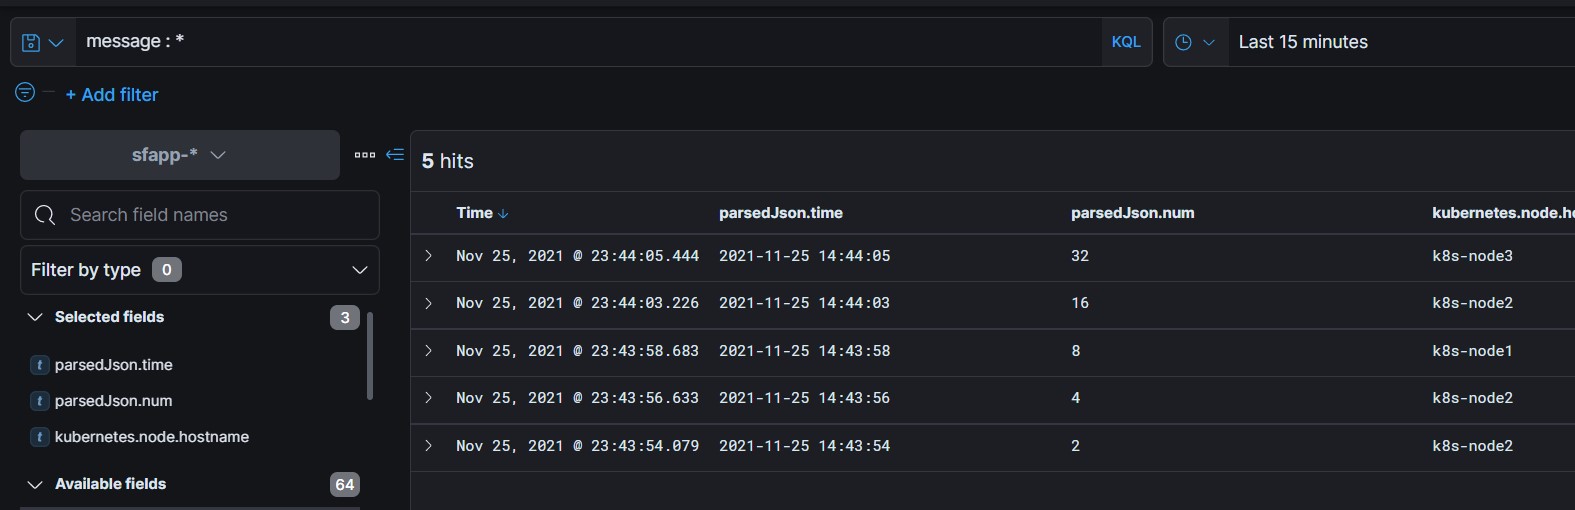 message : * KQL Last 15 minutes
+ Add filter
sfapp-*
5 hits
Search field names
Time parsedJson.time parsedJson.num kubernetes.node.h
Nov 25, 2021 @ 23:44:05.444 2021-11-25 14:44:05 32 k8s-node3
Filter by type 0
Nov 25, 2021 @ 23:44:03.226 2021-11-25 14:44:03 16 k8s-node2
Selected fields 3
Nov 25, 2021 @ 23:43:58.683 2021-11-25 14:43:58 8 k8s-node1
t parsedJson.time
Nov 25, 2021 @ 23:43:56.633 2021-11-25 14:43:56 4 k8s-node2
t parsedJson.num
t kubernetes.node.hostname
Nov 25, 2021 @ 23:43:54.079 2021-11-25 14:43:54 2 k8s-node2
Available fields 64